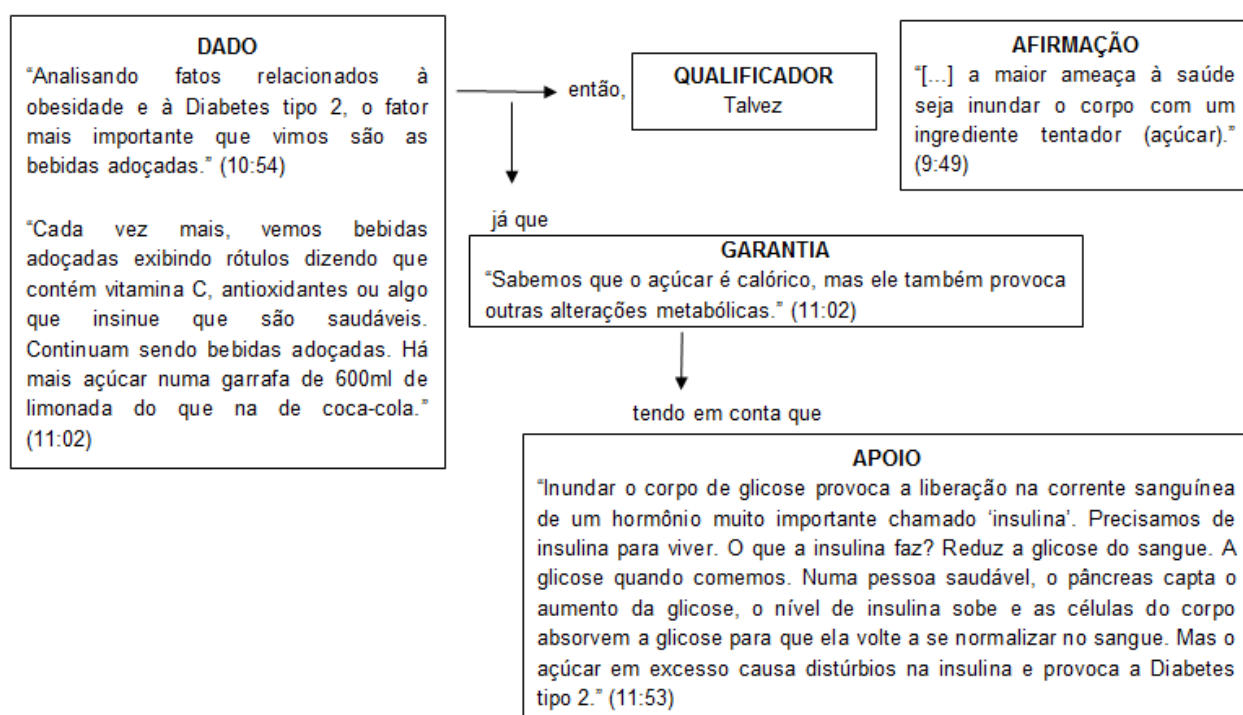 DADO
“Analisando fatos relacionados à
obesidade e à Diabetes tipo 2, o fator
mais importante que vimos são as
bebidas adoçadas.” (10:54)
“Cada vez mais, vemos bebidas
adoçadas exibindo rótulos dizendo que
contém vitamina C, antioxidantes ou algo
que insinue que são saudáveis.
Continuam sendo bebidas adoçadas. Há
mais açúcar numa garrafa de 600ml de
limonada do que na de coca-cola.”
(11:02)
então,
QUALIFICADOR
Talvez
AFIRMAÇÃO
“[...] a maior ameaça à saúde
seja inundar o corpo com um
ingrediente tentador (açúcar).”
(9:49)
já que
GARANTIA
“Sabemos que o açúcar é calórico, mas ele também provoca
outras alterações metabólicas.” (11:02)
tendo em conta que
APOIO
“Inundar o corpo de glicose provoca a liberação na corrente sanguínea
de um hormônio muito importante chamado ‘insulina’. Precisamos de
insulina para viver. O que a insulina faz? Reduz a glicose do sangue. A
glicose quando comemos. Numa pessoa saudável, o pâncreas capta o
aumento da glicose, o nível de insulina sobe e as células do corpo
absorvem a glicose para que ela volte a se normalizar no sangue. Mas o
açúcar em excesso causa distúrbios na insulina e provoca a Diabetes
tipo 2.” (11:53)